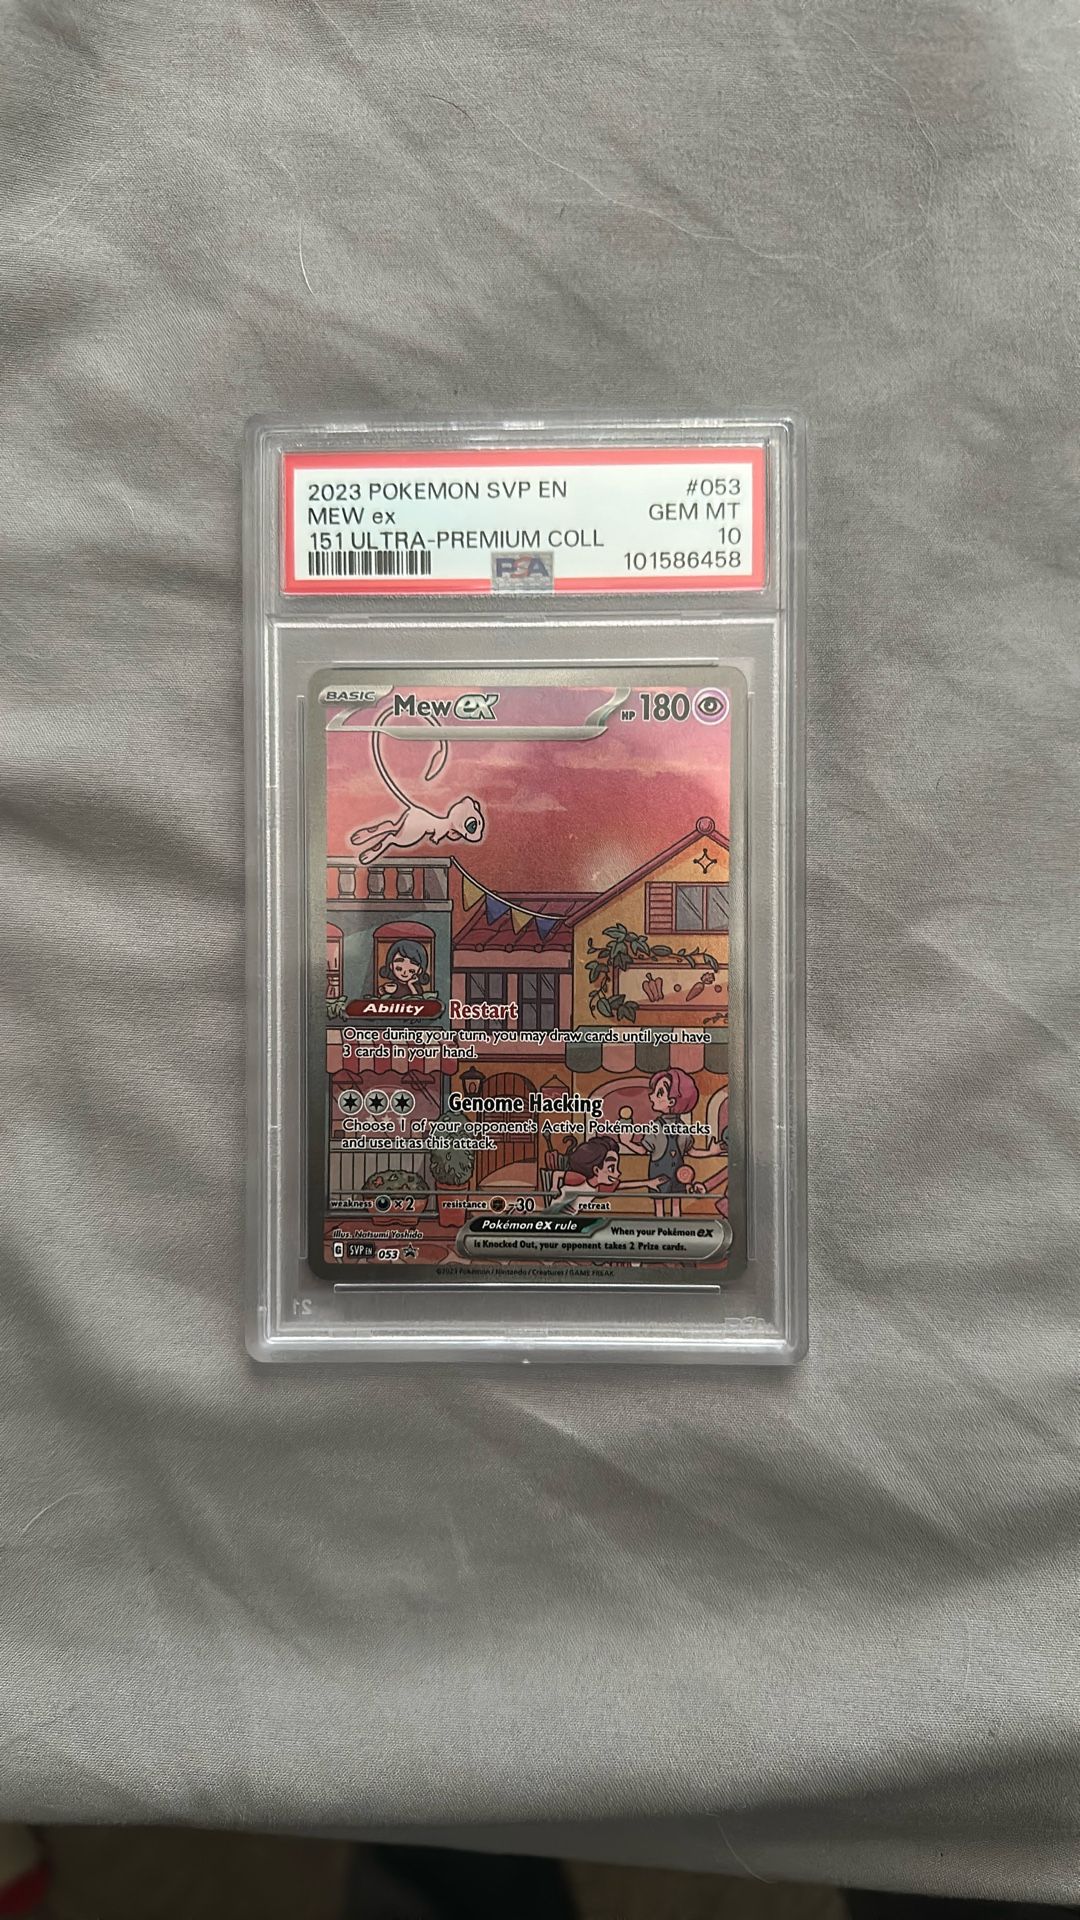 2023 POKEMON SVP EN #053
MEW ex GEM MT
151 ULTRA-PREMIUM COLL 10
PSA 101586458
BASIC Mew ex HP 180
Ability Restart
Once during your turn, you may draw cards until you have
3 cards in your hand.
Genome Hacking
Choose 1 of your opponent's Active Pokémon's attacks
and use it as this attack.
weakness ×2 resistance -30 retreat
Illus. Natsumi Yoshida
Pokémon ex rule When your Pokémon ex
is Knocked Out, your opponent takes 2 Prize cards.
G SVP EN 053
©2023 Pokémon / Nintendo / Creatures / GAME FREAK
21 PSA